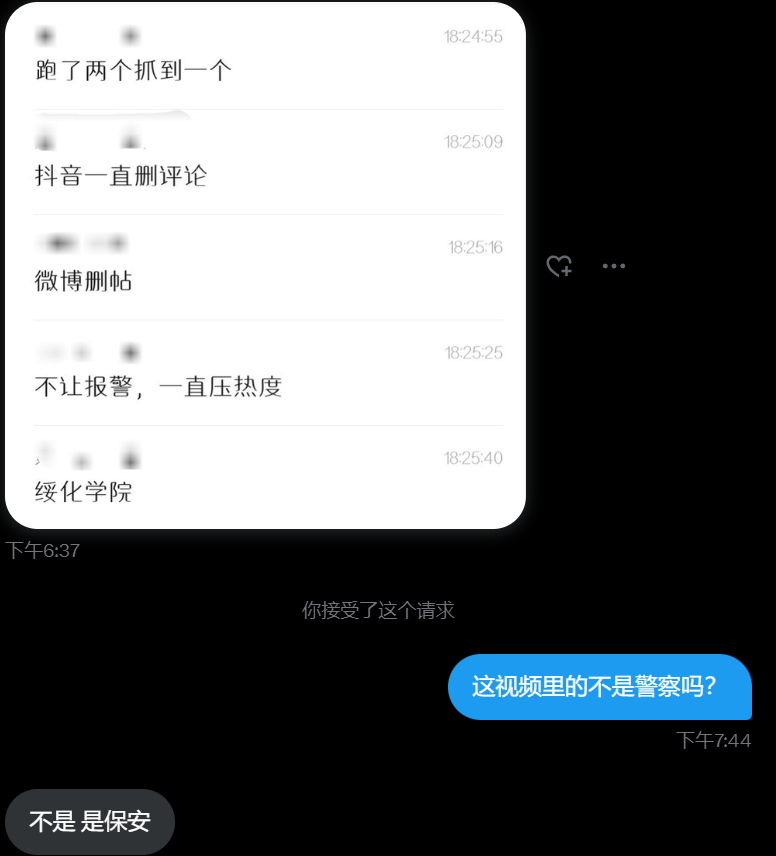 18:24:55
跑了两个抓到一个
18:25:09
抖音一直删评论
18:25:16
微博删帖
18:25:25
不让报警，一直压热度
18:25:40
绥化学院
下午6:37
你接受了这个请求
这视频里的不是警察吗？
下午7:44
不是 是保安